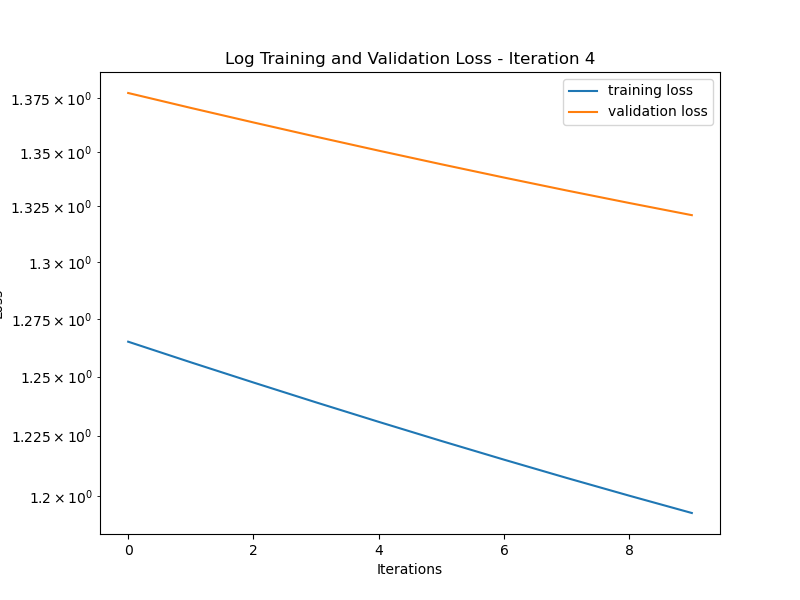 Log Training and Validation Loss - Iteration 4
training loss
validation loss
1.375 × 10⁰
1.35 × 10⁰
1.325 × 10⁰
1.3 × 10⁰
1.275 × 10⁰
1.25 × 10⁰
1.225 × 10⁰
1.2 × 10⁰
0 2 4 6 8
Iterations